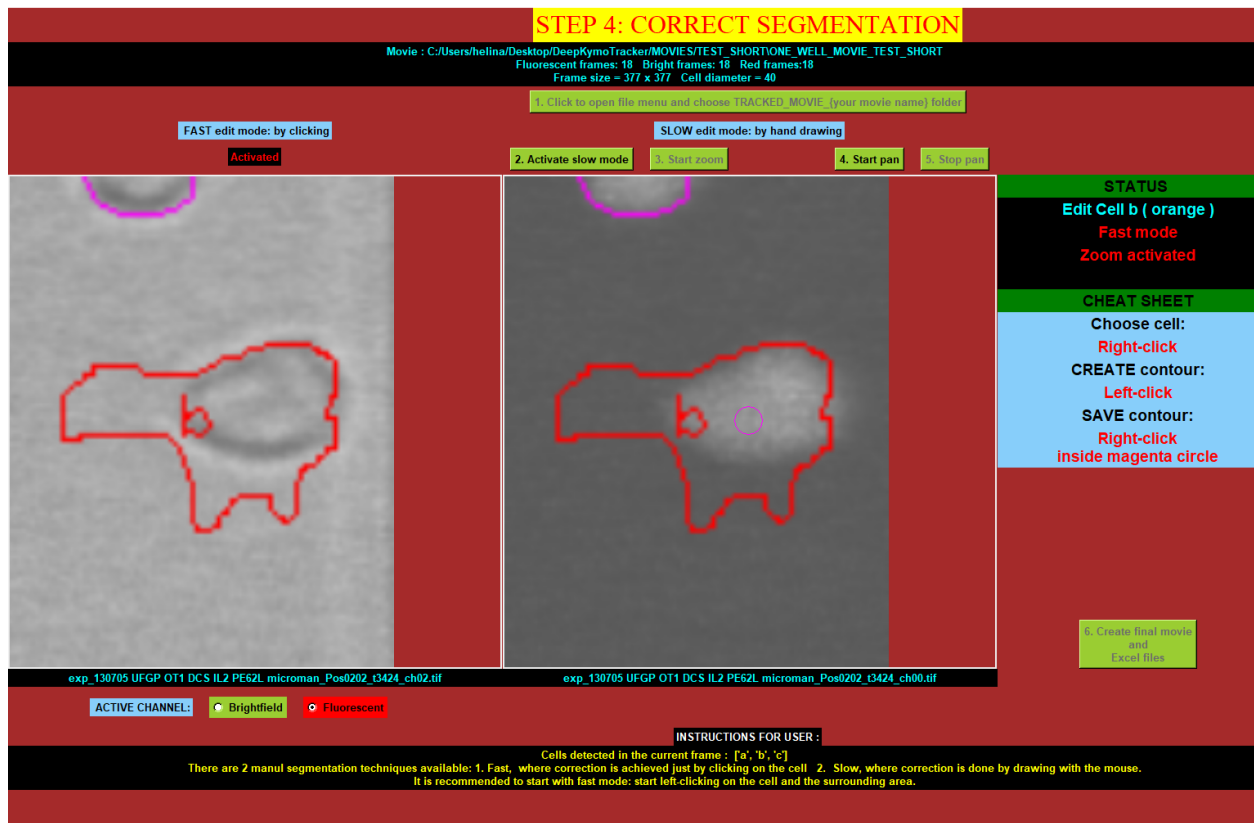 STEP 4: CORRECT SEGMENTATION
Movie : C:/Users/helina/Desktop/DeepKymoTracker/MOVIES/TEST_SHORT\ONE_WELL_MOVIE_TEST_SHORT
Fluorescent frames: 18 Bright frames: 18 Red frames:18
Frame size = 377 x 377 Cell diameter = 40
1. Click to open file menu and choose TRACKED_MOVIE_{your movie name} folder
FAST edit mode: by clicking
SLOW edit mode: by hand drawing
Activated
2. Activate slow mode
3. Start zoom
4. Start pan
5. Stop pan
STATUS
Edit Cell b ( orange )
Fast mode
Zoom activated
CHEAT SHEET
Choose cell:
Right-click
CREATE contour:
Left-click
SAVE contour:
Right-click
inside magenta circle
6. Create final movie
and
Excel files
exp_130705 UFGP OT1 DCS IL2 PE62L microman_Pos0202_t3424_ch02.tif
exp_130705 UFGP OT1 DCS IL2 PE62L microman_Pos0202_t3424_ch00.tif
ACTIVE CHANNEL:
Brightfield
Fluorescent
INSTRUCTIONS FOR USER :
Cells detected in the current frame : ['a', 'b', 'c']
There are 2 manul segmentation techniques available: 1. Fast, where correction is achieved just by clicking on the cell 2. Slow, where correction is done by drawing with the mouse.
It is recommended to start with fast mode: start left-clicking on the cell and the surrounding area.